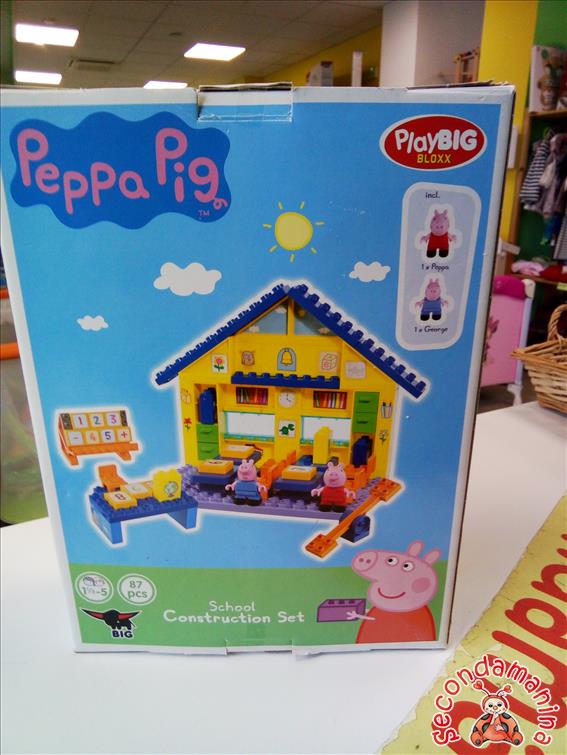 Peppa Pig
TM
PlayBIG
BLOXX
incl.
1 x Peppa
1 x George
1 2 3
- 4 5 +
1½-5
87
pcs
BIG
School
Construction Set
secondamanina